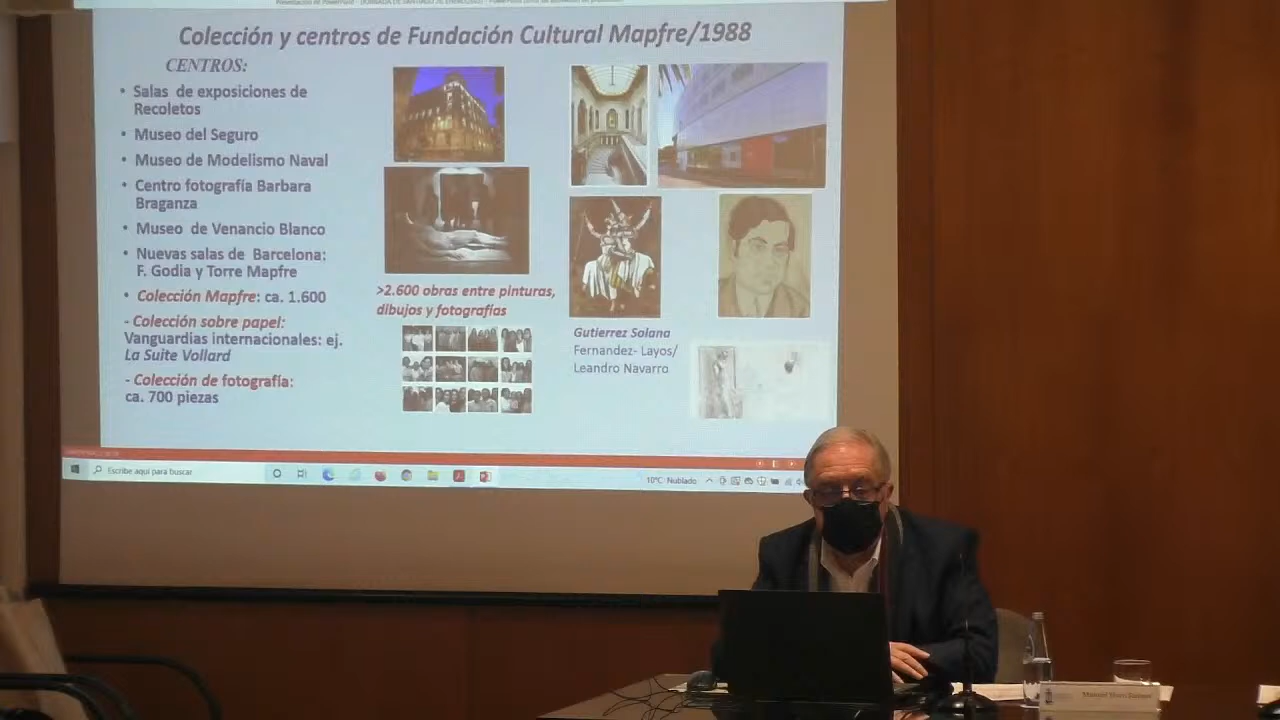 Colección y centros de Fundación Cultural Mapfre/1988
CENTROS:
• Salas de exposiciones de
Recoletos
• Museo del Seguro
• Museo de Modelismo Naval
• Centro fotografía Barbara
Braganza
• Museo de Venancio Blanco
• Nuevas salas de Barcelona:
F. Godia y Torre Mapfre
• Colección Mapfre: ca. 1.600
- Colección sobre papel:
Vanguardias internacionales: ej.
La Suite Vollard
- Colección de fotografía:
ca. 700 piezas
>2.600 obras entre pinturas,
dibujos y fotografías
Gutierrez Solana
Fernandez- Layos/
Leandro Navarro
Escribe aquí para buscar
10°C Nublado